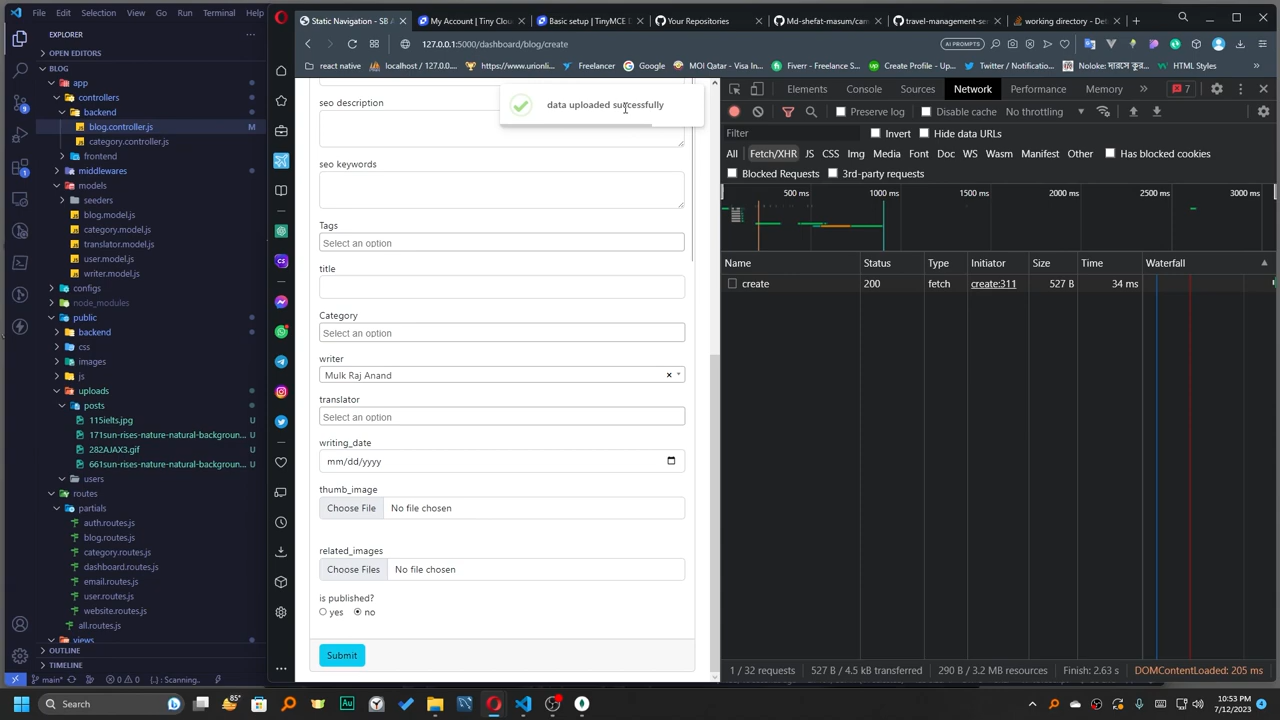 File Edit Selection View Go Run Terminal Help
EXPLORER
OPEN EDITORS
BLOG
app
controllers
backend
blog.controller.js M
category.controller.js
frontend
middlewares
models
seeders
blog.model.js
category.model.js
translator.model.js
user.model.js
writer.model.js
configs
node_modules
public
backend
css
images
js
uploads
posts
115ielts.jpg U
171sun-rises-nature-natural-backgroun... U
282AJAX3.gif U
661sun-rises-nature-natural-backgroun... U
users
routes
partials
auth.routes.js
blog.routes.js
category.routes.js
dashboard.routes.js
email.routes.js
user.routes.js
website.routes.js
all.routes.js
views
OUTLINE
TIMELINE
main* 0 0 Scanning..
Static Navigation - SB A
My Account | Tiny Clou
Basic setup | TinyMCE D
Your Repositories
Md-shefat-masum/cam
travel-management-ser
working directory - Det
127.0.0.1:5000/dashboard/blog/create
AI PROMPTS
react native
localhost / 127.0.0....
https://www.urionli...
Freelancer
Google
MOI Qatar - Visa In...
Fiverr - Freelance S...
Create Profile - Up...
Twitter / Notification...
HTML Styles
data uploaded successfully
seo description
seo keywords
Tags
Select an option
title
Category
Select an option
writer
Mulk Raj Anand
translator
Select an option
writing_date
mm/dd/yyyy
thumb_image
Choose File No file chosen
related_images
Choose Files No file chosen
is published?
yes no
Submit
Elements Console Sources Network Performance Memory 7
Preserve log Disable cache No throttling
Filter Invert Hide data URLs
All Fetch/XHR JS CSS Img Media Font Doc WS Wasm Manifest Other Has blocked cookies
Blocked Requests 3rd-party requests
500 ms 1000 ms 1500 ms 2000 ms 2500 ms 3000 ms
Name Status Type Initiator Size Time Waterfall
create 200 fetch create:311 527 B 34 ms
1 / 32 requests 527 B / 4.5 kB transferred 290 B / 3.2 MB resources Finish: 2.63 s DOMContentLoaded: 205 ms
Search
85°
10:53 PM
7/12/2023